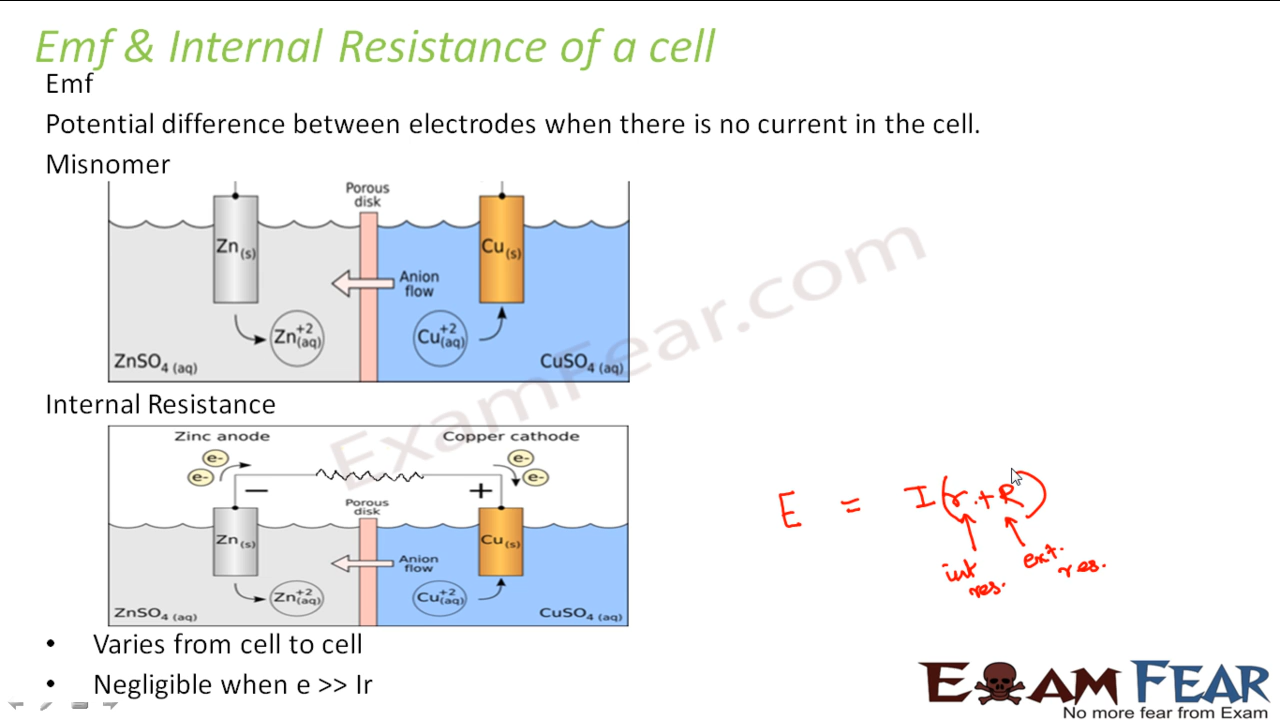 Emf & Internal Resistance of a cell
Emf
Potential difference between electrodes when there is no current in the cell.
Misnomer
Porous
disk
Zn(s)
Cu(s)
Anion
flow
Zn+2(aq)
Cu+2(aq)
ZnSO4 (aq)
CuSO4 (aq)
ExamFear.com
Internal Resistance
Zinc anode
Copper cathode
e-
e-
e-
e-
−
+
Porous
disk
Zn(s)
Cu(s)
Anion
flow
Zn+2(aq)
Cu+2(aq)
ZnSO4 (aq)
CuSO4 (aq)
E = I(r + R)
int res.
ext. res.
• Varies from cell to cell
• Negligible when e >> Ir
EXAM FEAR
No more fear from Exam